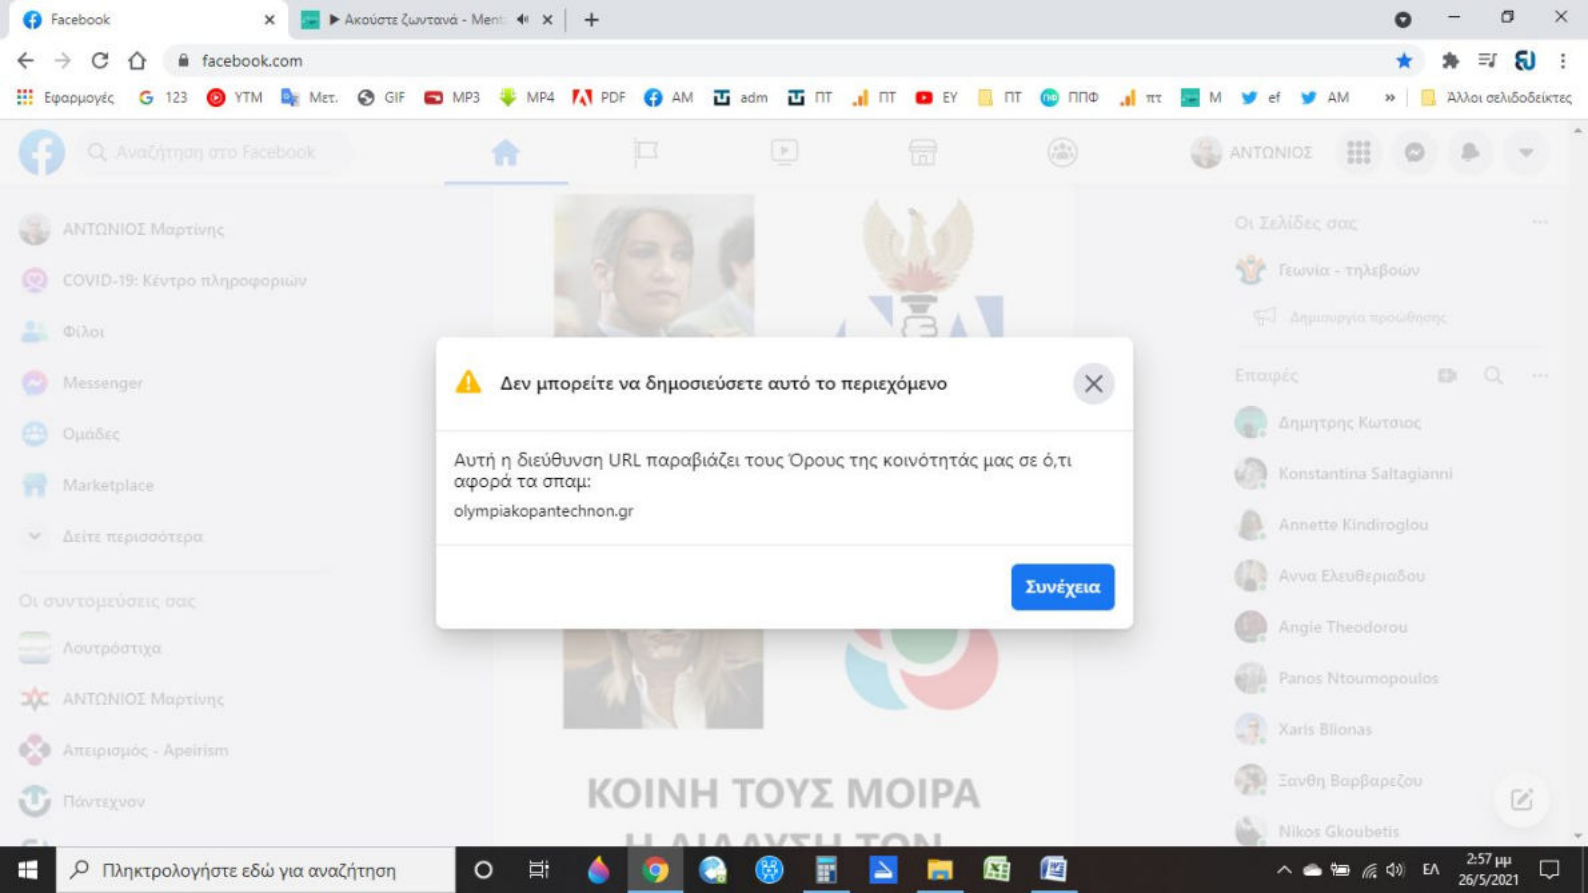 Facebook
Ακούστε ζωντανά - Ment
facebook.com
Εφαρμογές
123
YTM
Μετ.
GIF
MP3
MP4
PDF
AM
adm
ΠΤ
ΠΤ
EY
ΠΤ
ΠΠΦ
πτ
M
ef
AM
»
Άλλοι σελιδοδείκτες
Αναζήτηση στο Facebook
ΑΝΤΩΝΙΟΣ
ΑΝΤΩΝΙΟΣ Μαρτίνης
COVID-19: Κέντρο πληροφοριών
Φίλοι
Messenger
Ομάδες
Marketplace
Δείτε περισσότερα
Οι συντομεύσεις σας
Λουτρόστιχα
ΑΝΤΩΝΙΟΣ Μαρτίνης
Απειρισμός - Apeirism
Πάντεχνον
Δεν μπορείτε να δημοσιεύσετε αυτό το περιεχόμενο
Αυτή η διεύθυνση URL παραβιάζει τους Όρους της κοινότητάς μας σε ό,τι
αφορά τα σπαμ:
olympiakopantechnon.gr
Συνέχεια
ΚΟΙΝΗ ΤΟΥΣ ΜΟΙΡΑ
Η ΔΙΑΛΥΣΗ ΤΩΝ
Οι Σελίδες σας
Γεωνία - τηλεβοών
Δημιουργία προώθησης
Επαφές
Δημητρης Κωτσιος
Konstantina Saltagianni
Annette Kindiroglou
Αννα Ελευθεριαδου
Angie Theodorou
Panos Ntoumopoulos
Xaris Blionas
Ξανθη Βαρβαρεζου
Nikos Gkoubetis
Πληκτρολογήστε εδώ για αναζήτηση
ΕΛ
2:57 μμ
26/5/2021